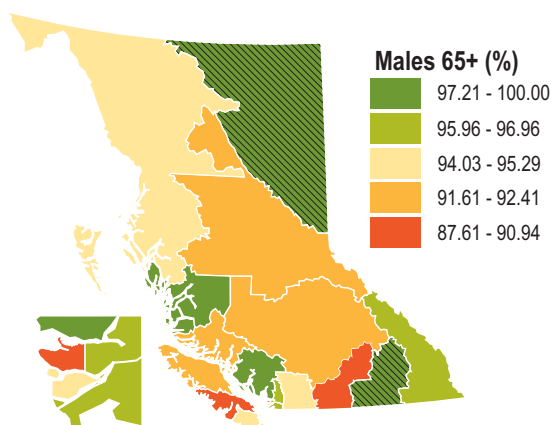 Males 65+ (%)
97.21 - 100.00
95.96 - 96.96
94.03 - 95.29
91.61 - 92.41
87.61 - 90.94